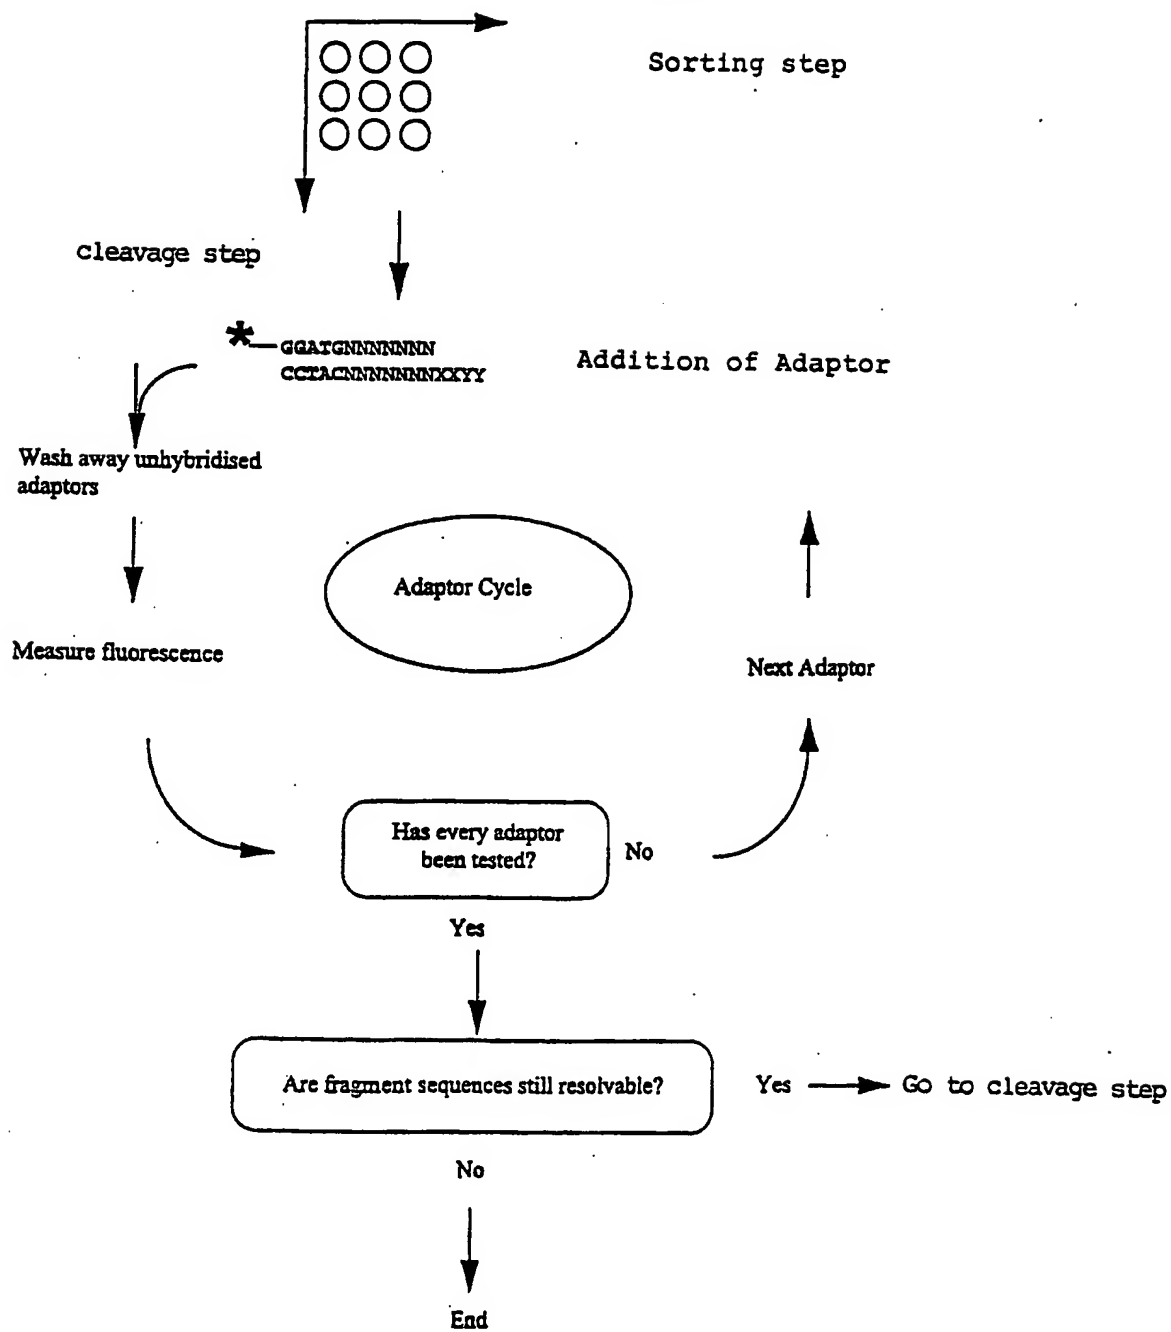 Sorting step
cleavage step
*—GGATGNNNNNNN
CCTACNNNNNNNXXYY
Addition of Adaptor
Wash away unhybridised
adaptors
Adaptor Cycle
Measure fluorescence
Next Adaptor
Has every adaptor
been tested?
No
Yes
Are fragment sequences still resolvable?
Yes
Go to cleavage step
No
End